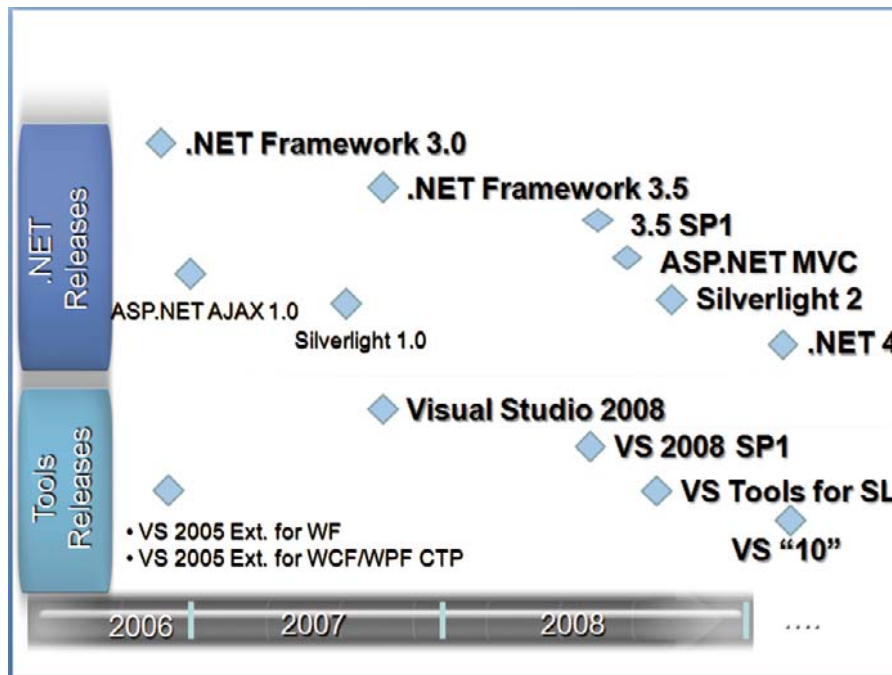 .NET
Releases
.NET Framework 3.0
.NET Framework 3.5
3.5 SP1
ASP.NET MVC
ASP.NET AJAX 1.0
Silverlight 2
Silverlight 1.0
.NET 4
Tools
Releases
Visual Studio 2008
VS 2008 SP1
VS Tools for SL
• VS 2005 Ext. for WF
• VS 2005 Ext. for WCF/WPF CTP
VS “10”
2006
2007
2008
....